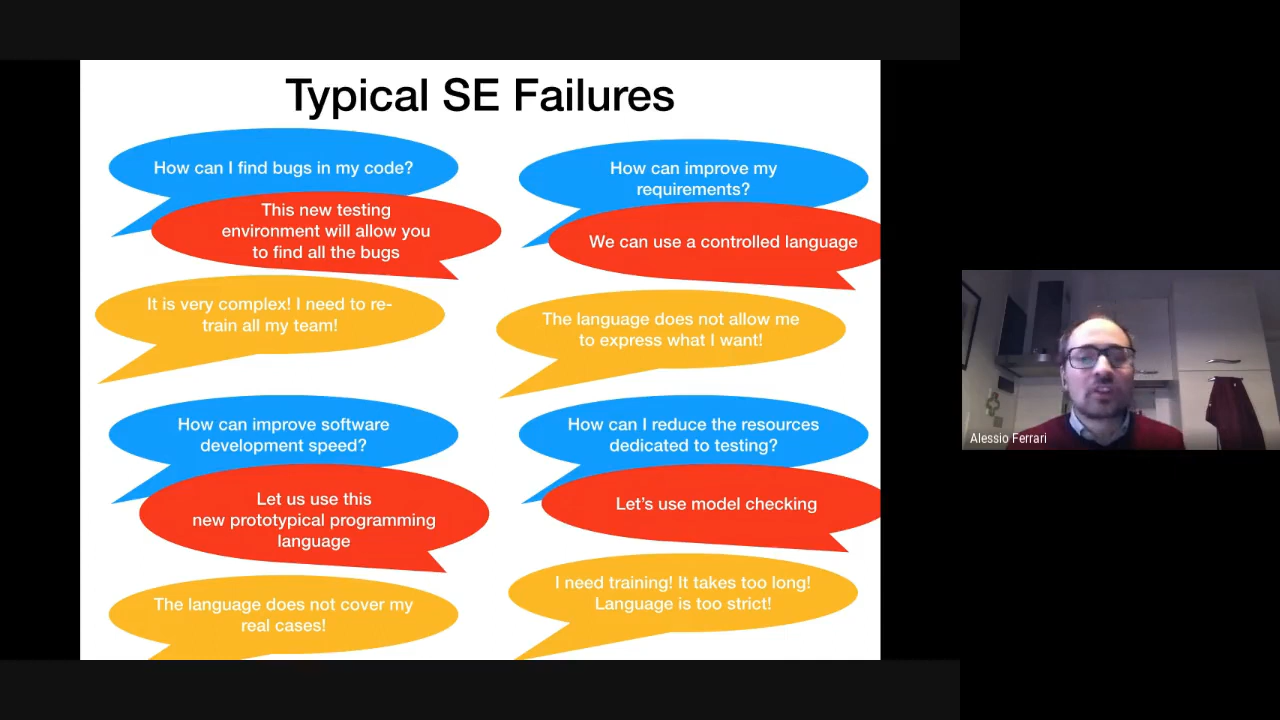 Typical SE Failures
How can I find bugs in my code?
This new testing
environment will allow you
to find all the bugs
It is very complex! I need to re-
train all my team!
How can improve my
requirements?
We can use a controlled language
The language does not allow me
to express what I want!
How can improve software
development speed?
Let us use this
new prototypical programming
language
The language does not cover my
real cases!
How can I reduce the resources
dedicated to testing?
Let's use model checking
I need training! It takes too long!
Language is too strict!
Alessio Ferrari